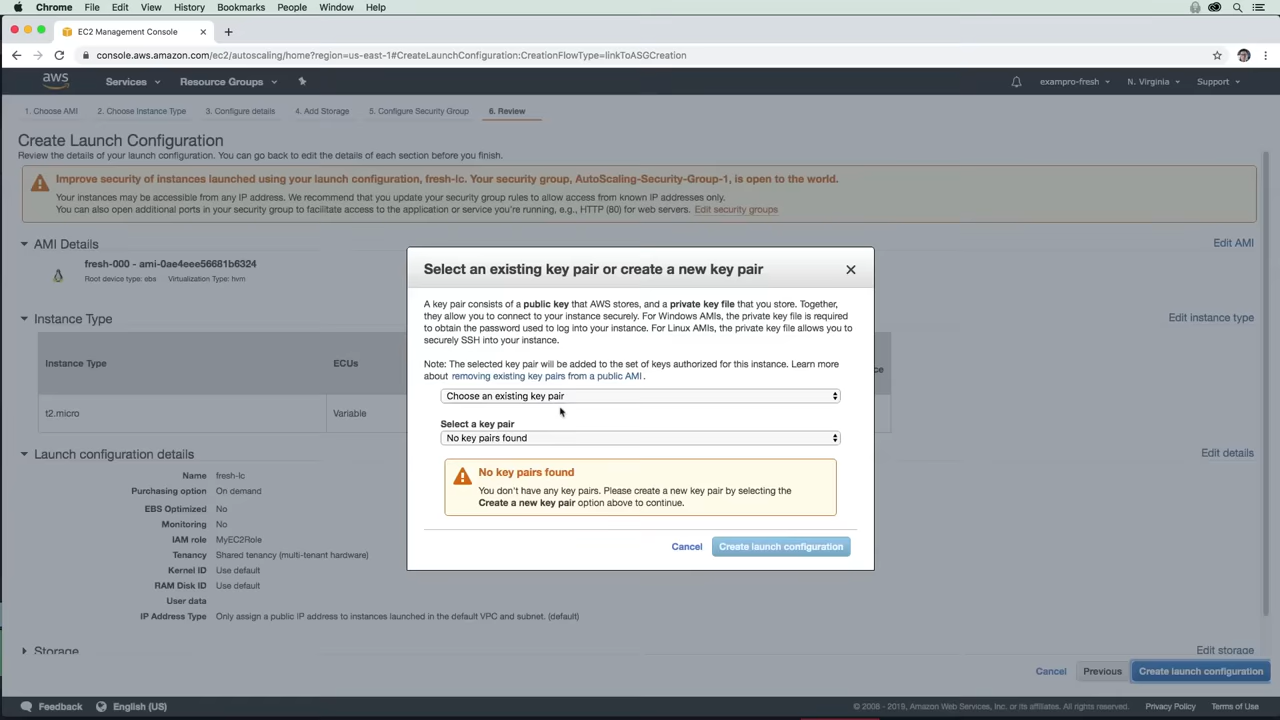 Chrome File Edit View History Bookmarks People Window Help
EC2 Management Console
console.aws.amazon.com/ec2/autoscaling/home?region=us-east-1#CreateLaunchConfiguration:CreationFlowType=linkToASGCreation
aws Services Resource Groups exampro-fresh N. Virginia Support
1. Choose AMI 2. Choose Instance Type 3. Configure details 4. Add Storage 5. Configure Security Group 6. Review
Create Launch Configuration
Review the details of your launch configuration. You can go back to edit the details of each section before you finish.
Improve security of instances launched using your launch configuration, fresh-lc. Your security group, AutoScaling-Security-Group-1, is open to the world.
Your instances may be accessible from any IP address. We recommend that you update your security group rules to allow access from known IP addresses only.
You can also open additional ports in your security group to facilitate access to the application or service you're running, e.g., HTTP (80) for web servers. Edit security groups
AMI Details
Edit AMI
fresh-000 - ami-0ae4eee56681b6324
Root device type: ebs Virtualization Type: hvm
Instance Type
Edit instance type
Instance Type ECUs ce
t2.micro Variable
Launch configuration details
Edit details
Name fresh-lc
Purchasing option On demand
EBS Optimized No
Monitoring No
IAM role MyEC2Role
Tenancy Shared tenancy (multi-tenant hardware)
Kernel ID Use default
RAM Disk ID Use default
User data
IP Address Type Only assign a public IP address to instances launched in the default VPC and subnet. (default)
Storage
Edit storage
Select an existing key pair or create a new key pair
A key pair consists of a public key that AWS stores, and a private key file that you store. Together,
they allow you to connect to your instance securely. For Windows AMIs, the private key file is required
to obtain the password used to log into your instance. For Linux AMIs, the private key file allows you to
securely SSH into your instance.
Note: The selected key pair will be added to the set of keys authorized for this instance. Learn more
about removing existing key pairs from a public AMI.
Choose an existing key pair
Select a key pair
No key pairs found
No key pairs found
You don't have any key pairs. Please create a new key pair by selecting the
Create a new key pair option above to continue.
Cancel Create launch configuration
Cancel Previous Create launch configuration
Feedback English (US) © 2008 - 2019, Amazon Web Services, Inc. or its affiliates. All rights reserved. Privacy Policy Terms of Use